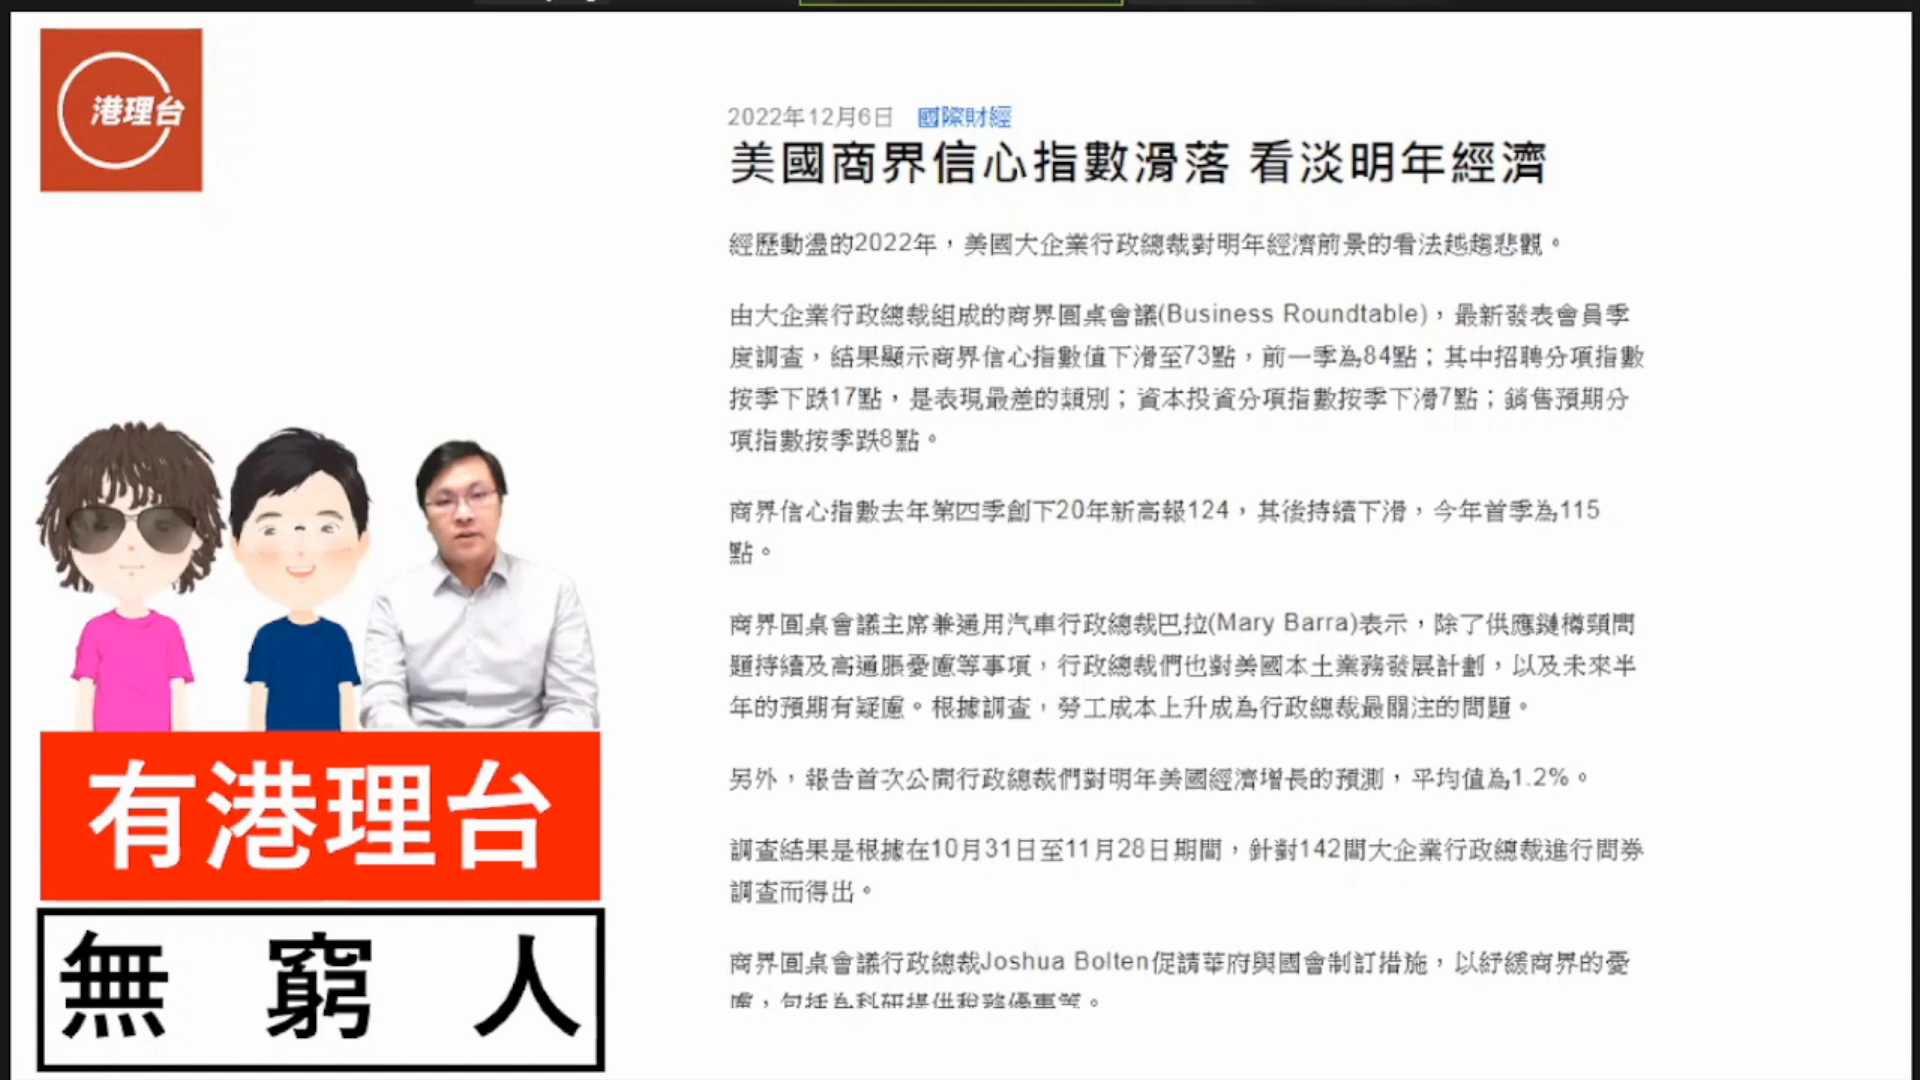 港理台
2022年12月6日 國際財經
美國商界信心指數滑落 看淡明年經濟
經歷動盪的2022年，美國大企業行政總裁對明年經濟前景的看法越趨悲觀。
由大企業行政總裁組成的商界圓桌會議(Business Roundtable)，最新發表會員季
度調查，結果顯示商界信心指數值下滑至73點，前一季為84點；其中招聘分項指數
按季下跌17點，是表現最差的類別；資本投資分項指數按季下滑7點；銷售預期分
項指數按季跌8點。
商界信心指數去年第四季創下20年新高報124，其後持續下滑，今年首季為115
點。
商界圓桌會議主席兼通用汽車行政總裁巴拉(Mary Barra)表示，除了供應鏈樽頸問
題持續及高通脹憂慮等事項，行政總裁們也對美國本土業務發展計劃，以及未來半
年的預期有疑慮。根據調查，勞工成本上升成為行政總裁最關注的問題。
另外，報告首次公開行政總裁們對明年美國經濟增長的預測，平均值為1.2%。
調查結果是根據在10月31日至11月28日期間，針對142間大企業行政總裁進行問券
調查而得出。
商界圓桌會議行政總裁Joshua Bolten促請華府與國會制訂措施，以紓緩商界的憂
慮，包括為科研提供稅務優惠等。
有港理台
無窮人